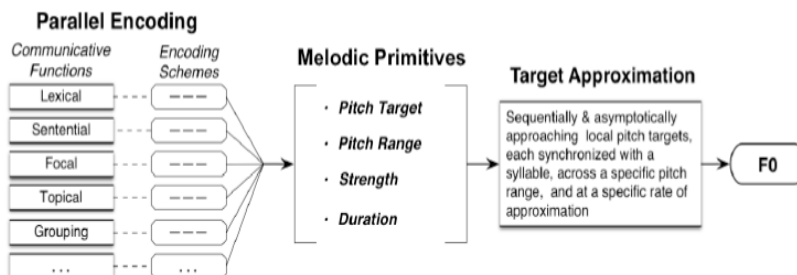 Parallel Encoding
Communicative Functions
Encoding Schemes
Lexical
---
Sentential
---
Focal
---
Topical
---
Grouping
---
...
...
Melodic Primitives
· Pitch Target
· Pitch Range
· Strength
· Duration
Target Approximation
Sequentially & asymptotically
approaching local pitch targets,
each synchronized with a
syllable, across a specific pitch
range, and at a specific rate of
approximation
F0